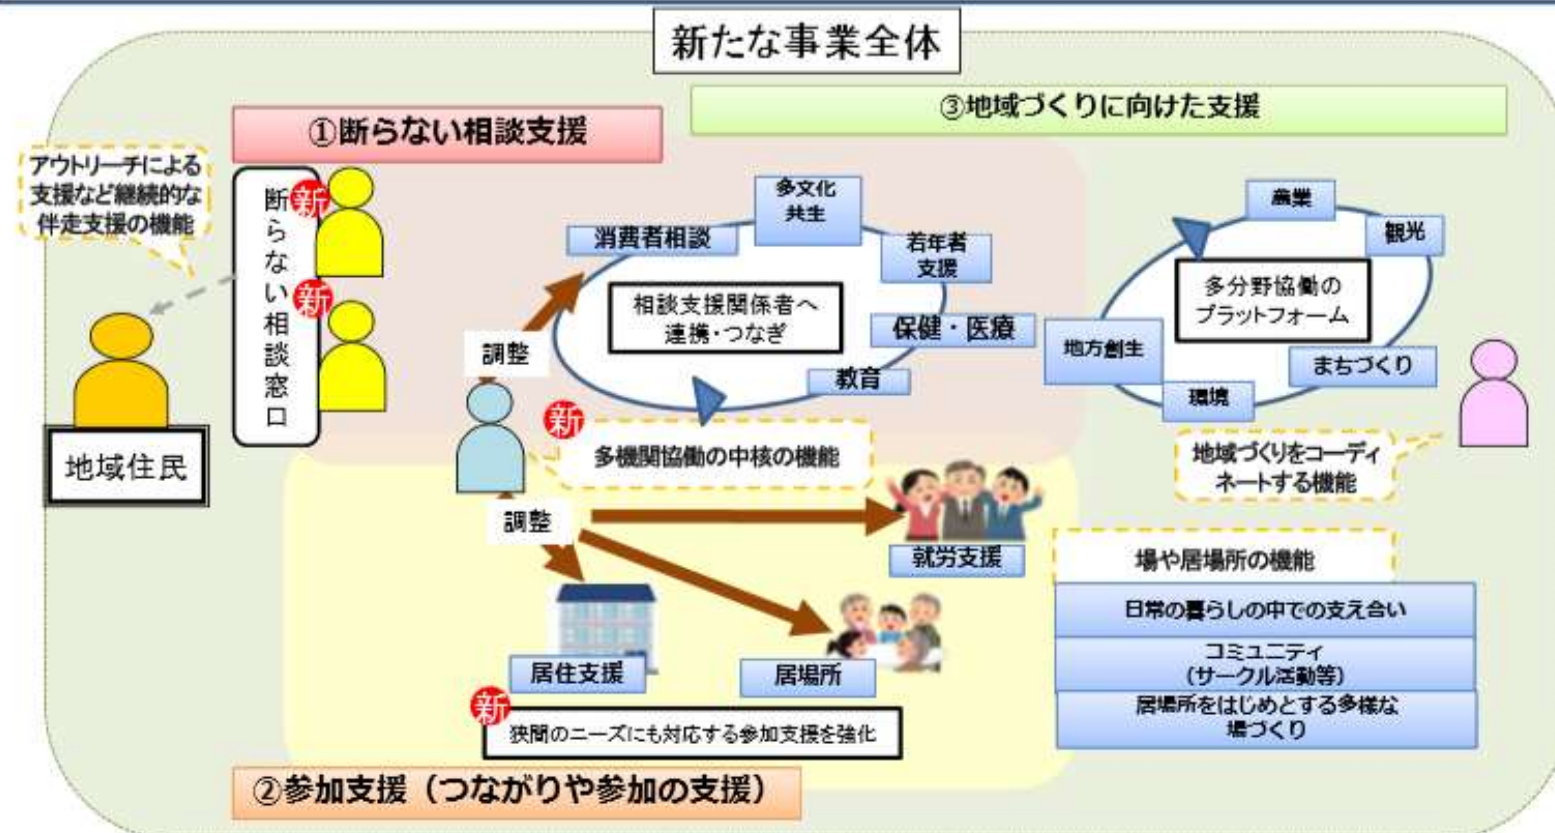 新たな事業全体
①断らない相談支援
③地域づくりに向けた支援
アウトリーチによる
支援など継続的な
伴走支援の機能
断らない相談窓口
新
新
地域住民
消費者相談
多文化
共生
若年者
支援
保健・医療
教育
相談支援関係者へ
連携・つなぎ
調整
新
多機関協働の中核の機能
農業
観光
まちづくり
環境
地方創生
多分野協働の
プラットフォーム
地域づくりをコーディ
ネートする機能
調整
就労支援
居住支援
居場所
新
狭間のニーズにも対応する参加支援を強化
場や居場所の機能
日常の暮らしの中での支え合い
コミュニティ
（サークル活動等）
居場所をはじめとする多様な
場づくり
②参加支援（つながりや参加の支援）